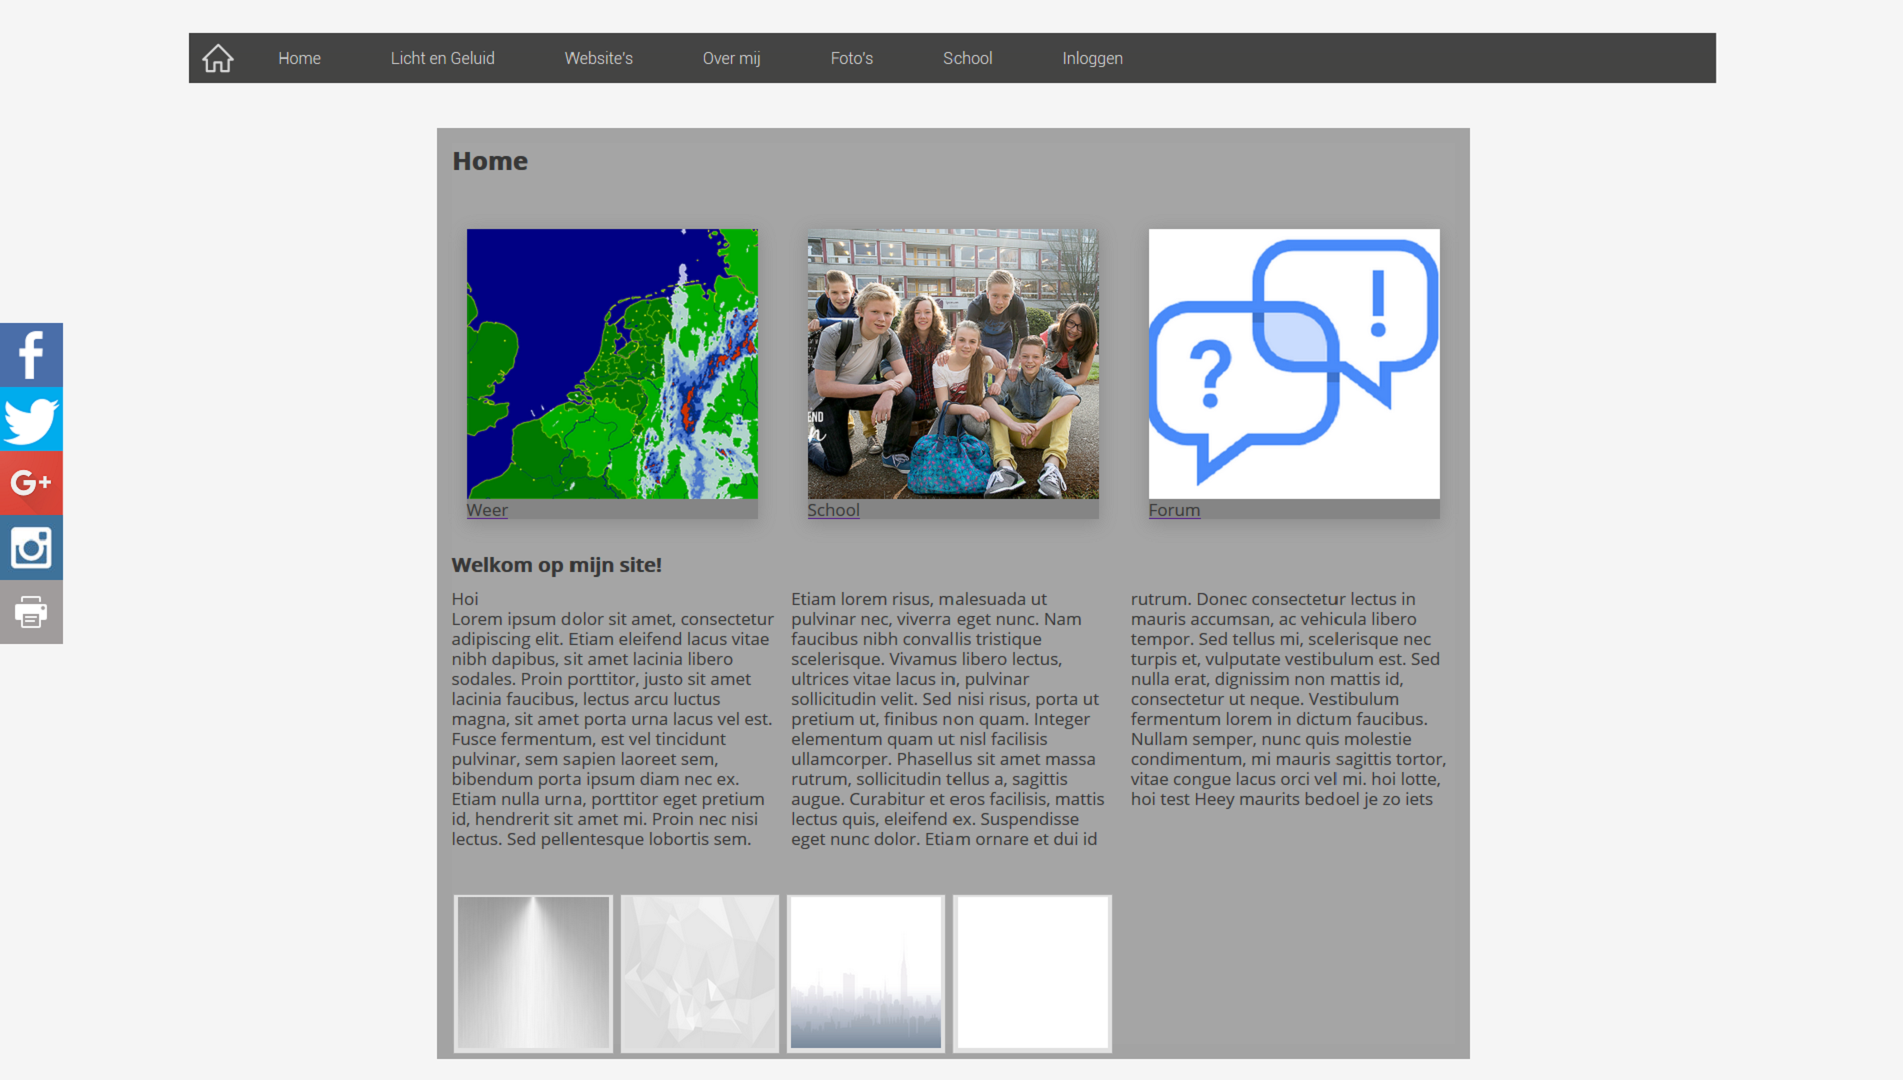 Home
Licht en Geluid
Website's
Over mij
Foto's
School
Inloggen
Home
END
n
? !
Weer
School
Forum
f
G+
Welkom op mijn site!
Hoi
Lorem ipsum dolor sit amet, consectetur
adipiscing elit. Etiam eleifend lacus vitae
nibh dapibus, sit amet lacinia libero
sodales. Proin porttitor, justo sit amet
lacinia faucibus, lectus arcu luctus
magna, sit amet porta urna lacus vel est.
Fusce fermentum, est vel tincidunt
pulvinar, sem sapien laoreet sem,
bibendum porta ipsum diam nec ex.
Etiam nulla urna, porttitor eget pretium
id, hendrerit sit amet mi. Proin nec nisi
lectus. Sed pellentesque lobortis sem.
Etiam lorem risus, malesuada ut
pulvinar nec, viverra eget nunc. Nam
faucibus nibh convallis tristique
scelerisque. Vivamus libero lectus,
ultrices vitae lacus in, pulvinar
sollicitudin velit. Sed nisi risus, porta ut
pretium ut, finibus non quam. Integer
elementum quam ut nisl facilisis
ullamcorper. Phasellus sit amet massa
rutrum, sollicitudin tellus a, sagittis
augue. Curabitur et eros facilisis, mattis
lectus quis, eleifend ex. Suspendisse
eget nunc dolor. Etiam ornare et dui id
rutrum. Donec consectetur lectus in
mauris accumsan, ac vehicula libero
tempor. Sed tellus mi, scelerisque nec
turpis et, vulputate vestibulum est. Sed
nulla erat, dignissim non mattis id,
consectetur ut neque. Vestibulum
fermentum lorem in dictum faucibus.
Nullam semper, nunc quis molestie
condimentum, mi mauris sagittis tortor,
vitae congue lacus orci vel mi. hoi lotte,
hoi test Heey maurits bedoel je zo iets